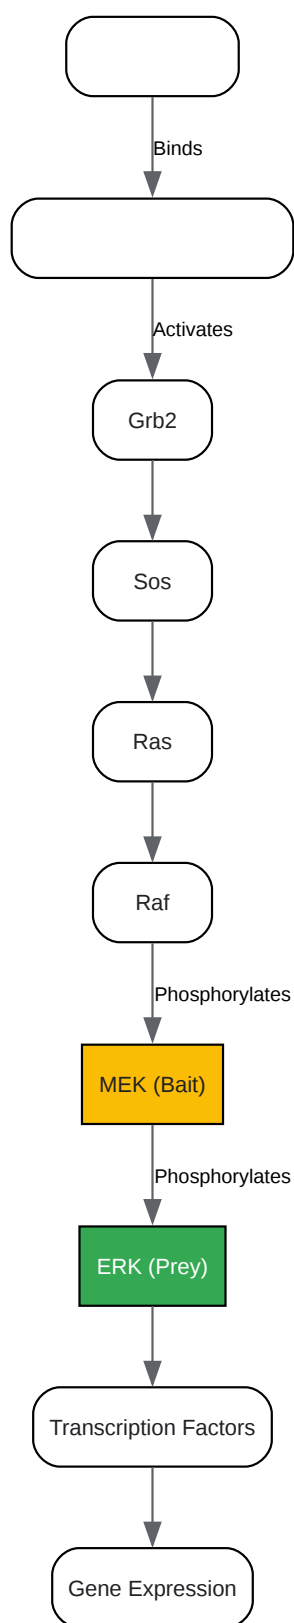 Binds
Activates
Grb2
Sos
Ras
Raf
Phosphorylates
MEK (Bait)
Phosphorylates
ERK (Prey)
Transcription Factors
Gene Expression